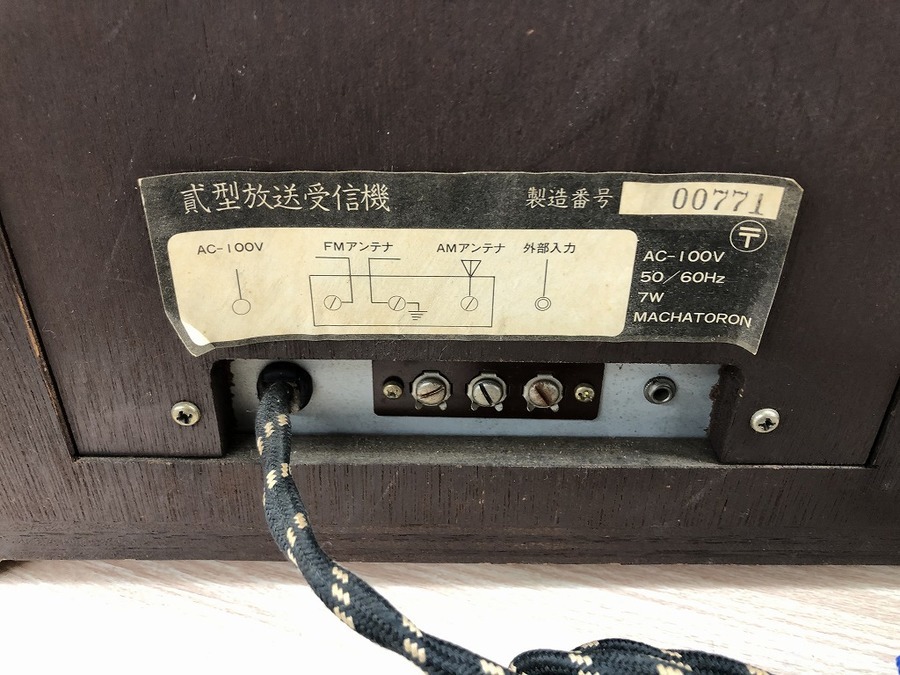 貳型放送受信機
製造番号 00771
〒
AC-100V FMアンテナ AMアンテナ 外部入力
AC-100V
50/60Hz
7W
MACHATORON